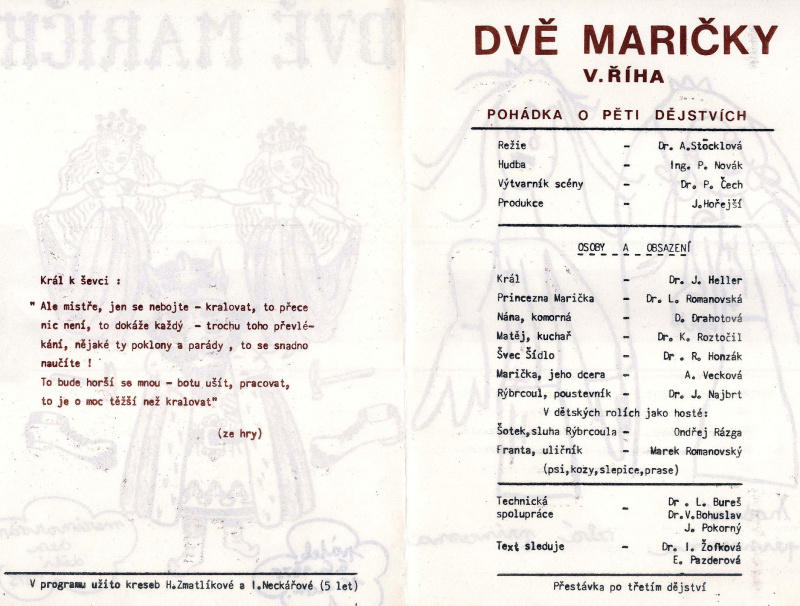 Král k ševci :
" Ale mistře, jen se nebojte - kralovat, to přece
nic není, to dokáže každý - trochu toho převlé-
kání, nějaké ty poklony a parády , to se snadno
naučíte !
To bude horší se mnou - botu ušít, pracovat,
to je o moc těžší než kralovat"
(ze hry)
V programu užito kreseb H.Zmatlíkové a I.Neckářové (5 let)
DVĚ MARIČKY
V. ŘÍHA
POHÁDKA O PĚTI DĚJSTVÍCH
Režie - Dr. A.Stöcklová
Hudba - Ing. P. Novák
Výtvarník scény - Dr. P. Čech
Produkce - J.Hořejší
OSOBY A OBSAZENÍ
Král - Dr. J. Heller
Princezna Marička - Dr. L. Romanovská
Nána, komorná - D. Drahotová
Matěj, kuchař - Dr. K. Roztočil
Švec Šídlo - Dr . R. Honzák
Marička, jeho dcera - A. Vecková
Rýbrcoul, poustevník - Dr. J. Najbrt
V dětských rolích jako hosté:
Šotek,sluha Rýbrcoula - Ondřej Rázga
Franta, uličník - Marek Romanovský
(psi,kozy,slepice,prase)
Technická spolupráce - Dr . L. Bureš
Dr.V.Bohuslav
J. Pokorný
Text sleduje - Dr. I. Žofková
E. Pazderová
Přestávka po třetím dějství